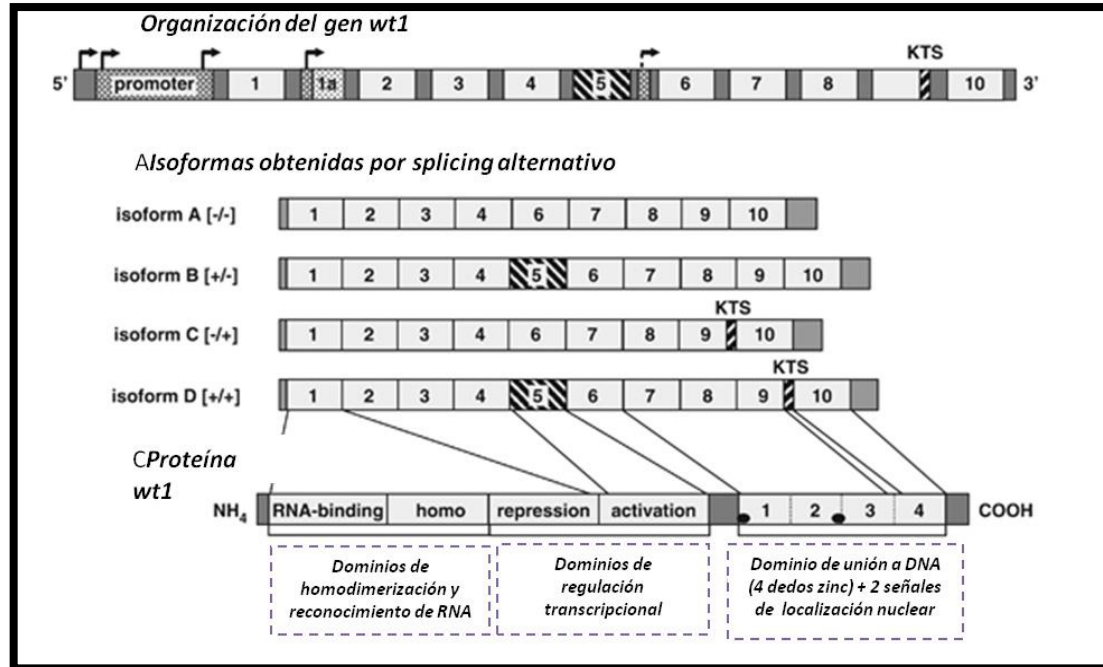 Organización del gen wt1
KTS
5' promoter 1 1a 2 3 4 5 6 7 8 10 3'
AIsoformas obtenidas por splicing alternativo
isoform A [-/-] 1 2 3 4 6 7 8 9 10
isoform B [+/-] 1 2 3 4 5 6 7 8 9 10
KTS
isoform C [-/+] 1 2 3 4 6 7 8 9 10
KTS
isoform D [+/+] 1 2 3 4 5 6 7 8 9 10
CProteína
wt1
NH4 RNA-binding homo repression activation 1 2 3 4 COOH
Dominios de
homodimerización y
reconocimiento de RNA
Dominios de
regulación
transcripcional
Dominio de unión a DNA
(4 dedos zinc) + 2 señales
de localización nuclear